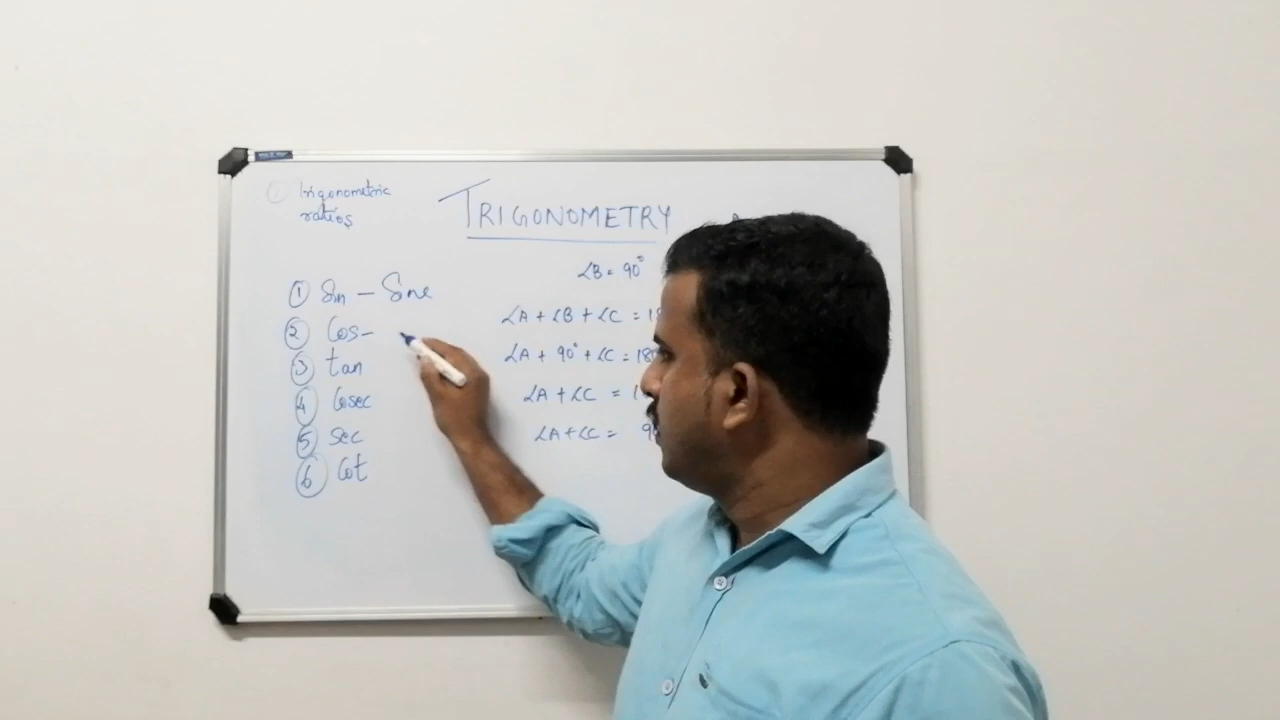 Trigonometric
ratios
TRIGONOMETRY
∠B = 90°
① Sin - Sine
② Cos -
③ tan
④ Cosec
⑤ sec
⑥ Cot
∠A + ∠B + ∠C = 18
∠A + 90° + ∠C = 180
∠A + ∠C = 1
∠A + ∠C = 9